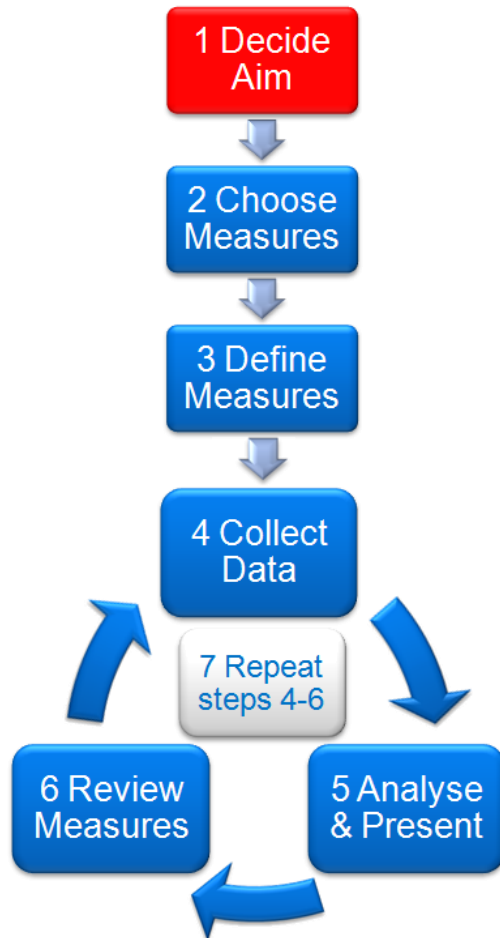 1 Decide
Aim
2 Choose
Measures
3 Define
Measures
4 Collect
Data
7 Repeat
steps 4-6
6 Review
Measures
5 Analyse
& Present